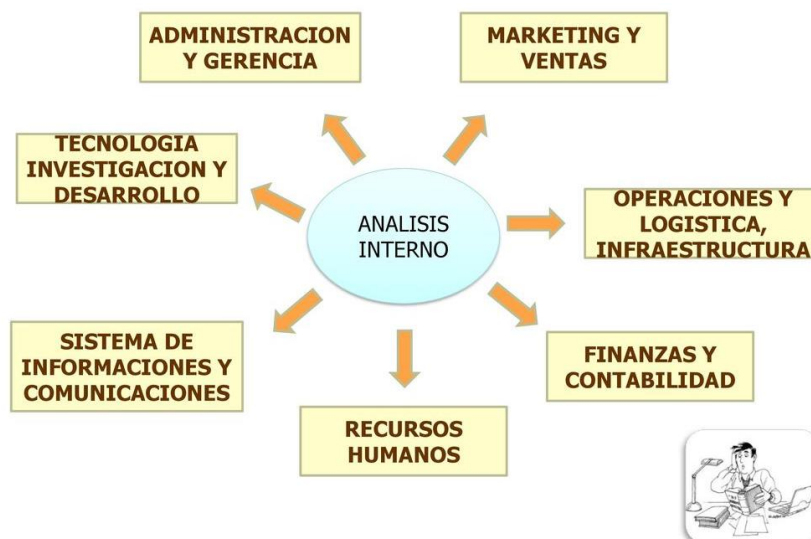 ADMINISTRACION
Y GERENCIA
MARKETING Y
VENTAS
TECNOLOGIA
INVESTIGACION Y
DESARROLLO
ANALISIS
INTERNO
OPERACIONES Y
LOGISTICA,
INFRAESTRUCTURA
SISTEMA DE
INFORMACIONES Y
COMUNICACIONES
FINANZAS Y
CONTABILIDAD
RECURSOS
HUMANOS